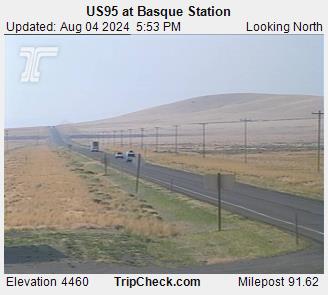 US95 at Basque Station
Updated: Aug 04 2024 5:53 PM Looking North
Elevation 4460 TripCheck.com Milepost 91.62